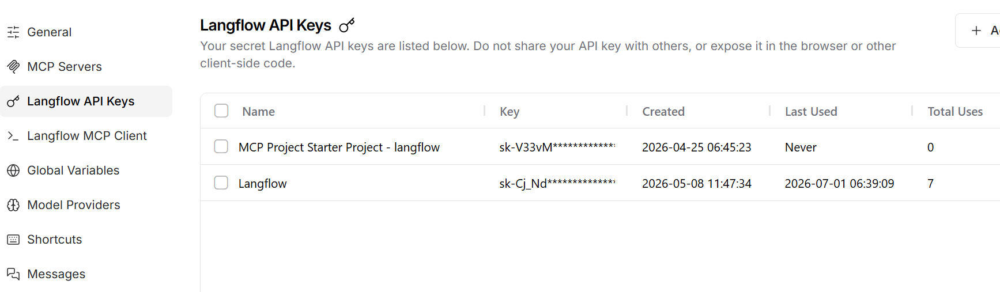 General
MCP Servers
Langflow API Keys
Langflow MCP Client
Global Variables
Model Providers
Shortcuts
Messages
Langflow API Keys
Your secret Langflow API keys are listed below. Do not share your API key with others, or expose it in the browser or other
client-side code.
Name Key Created Last Used Total Uses
MCP Project Starter Project - langflow sk-V33vM************* 2026-04-25 06:45:23 Never 0
Langflow sk-Cj_Nd************** 2026-05-08 11:47:34 2026-07-01 06:39:09 7